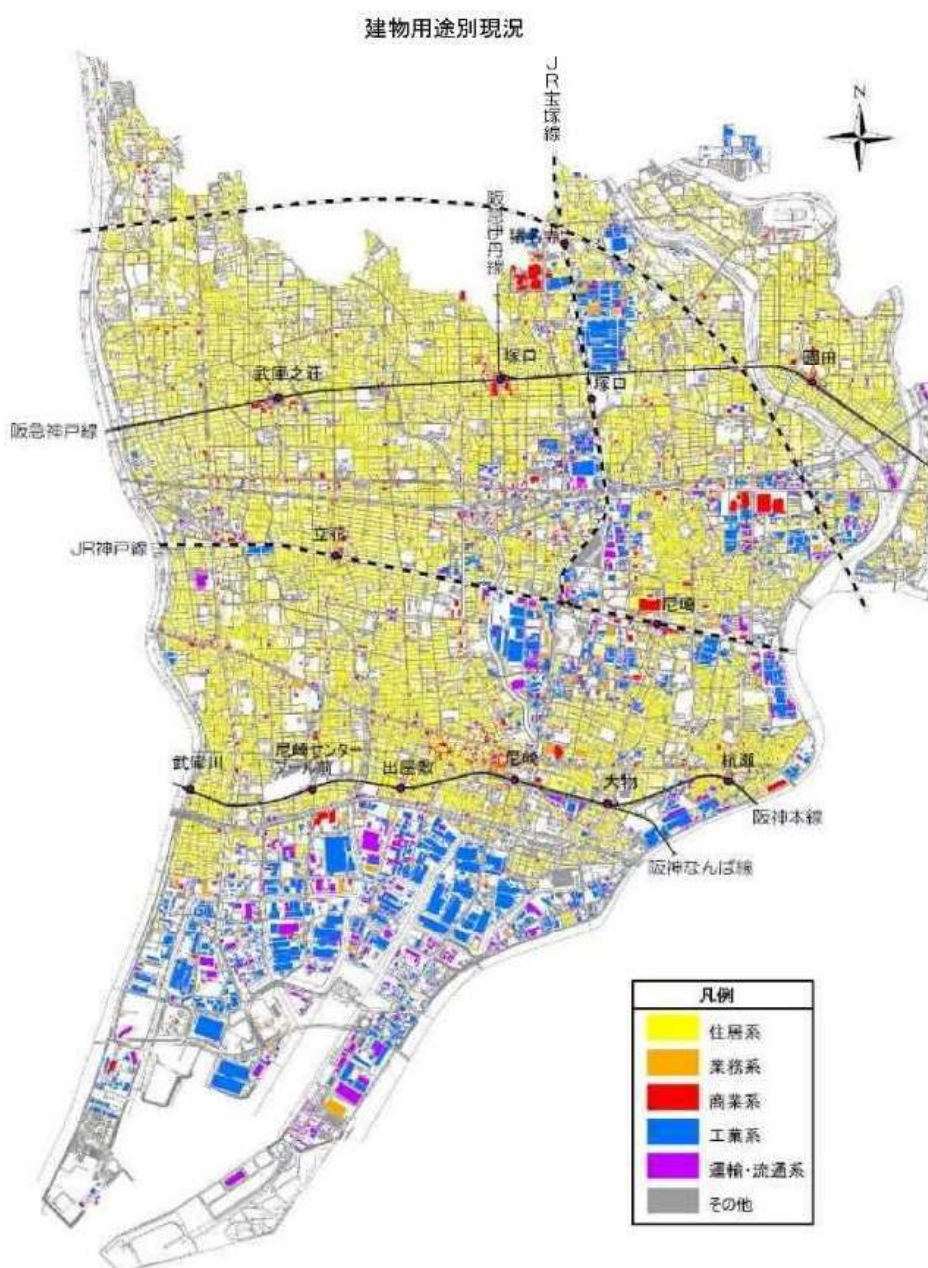 建物用途別現況
JR宝塚線
N
阪急伊丹線
猪名寺
塚口
武庫之荘
塚口
園田
阪急神戸線
立花
JR神戸線
尼崎
武庫川
尼崎センター
プール前
出屋敷
尼崎
大物
杭瀬
阪神本線
阪神なんば線
凡例
住居系
業務系
商業系
工業系
運輸・流通系
その他